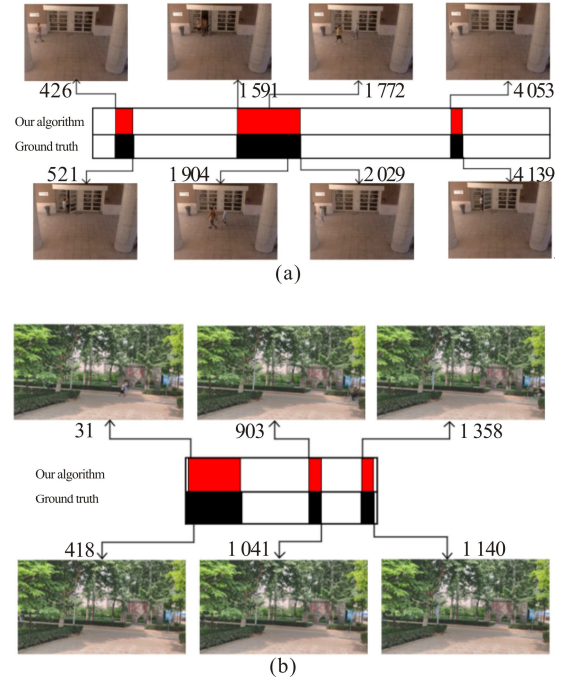 426 1 591 1 772 4 053
Our algorithm
Ground truth
521 1 904 2 029 4 139
(a)
31 903 1 358
Our algorithm
Ground truth
418 1 041 1 140
(b)